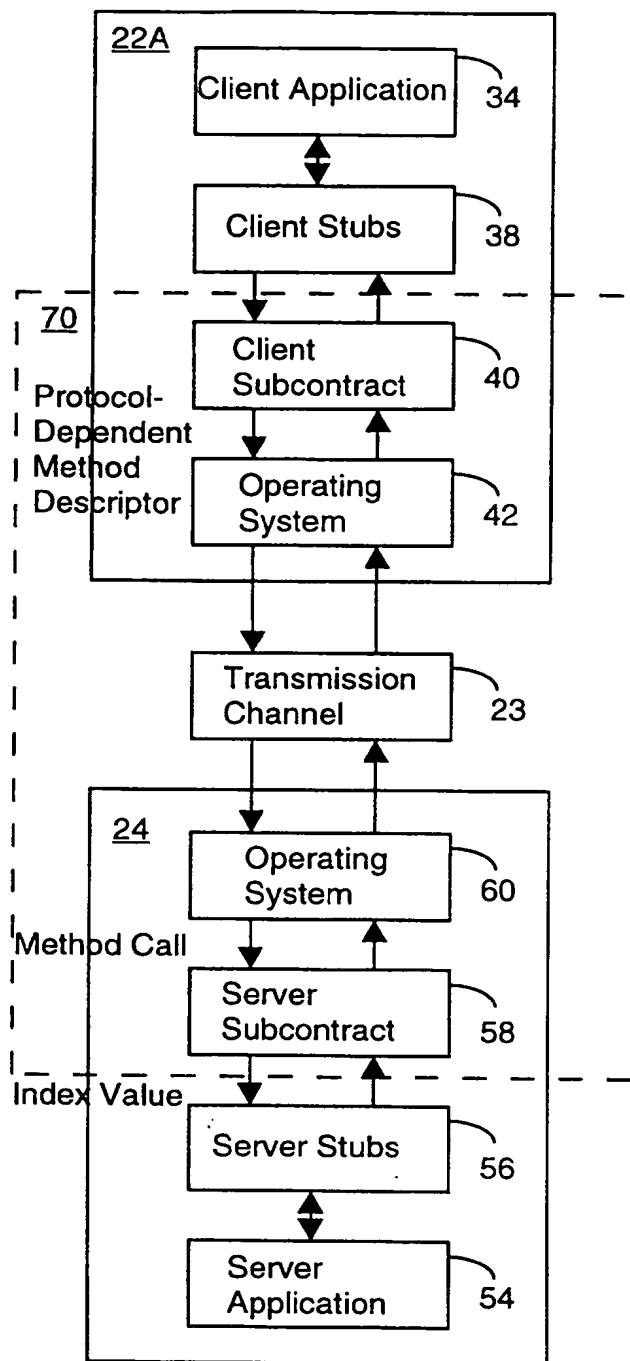 22A
Client Application
34
Client Stubs
38
70
Client
Subcontract
40
Protocol-
Dependent
Method
Descriptor
Operating
System
42
Transmission
Channel
23
24
Operating
System
60
Method Call
Server
Subcontract
58
Index Value
Server Stubs
56
Server
Application
54